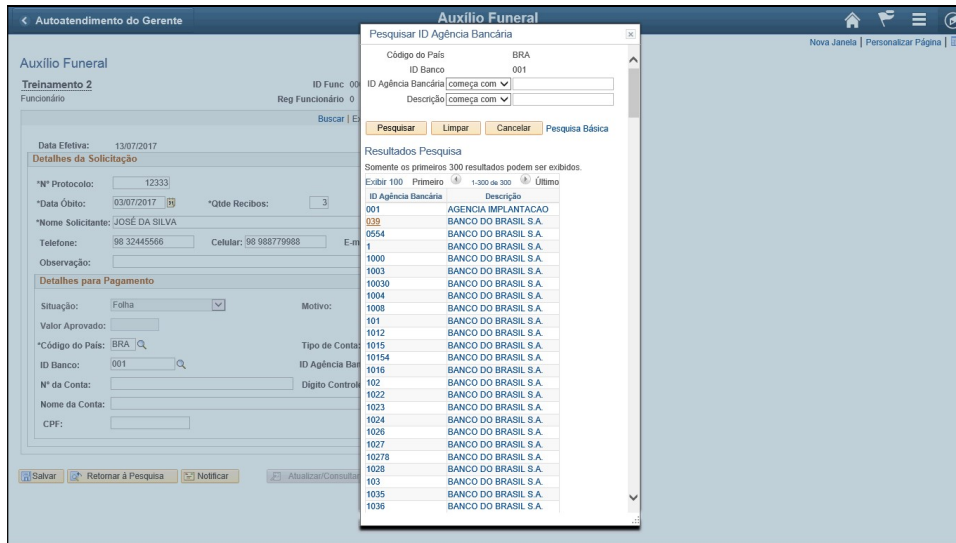 Autoatendimento do Gerente
Auxílio Funeral
Nova Janela | Personalizar Página |
Auxílio Funeral
Treinamento 2
ID Func 00
Funcionário
Reg Funcionário 0
Buscar |
Data Efetiva: 13/07/2017
Detalhes da Solicitação
*Nº Protocolo: 12333
*Data Óbito: 03/07/2017
*Qtde Recibos: 3
*Nome Solicitante: JOSÉ DA SILVA
Telefone: 98 32445566
Celular: 98 988779988
E-m
Observação:
Detalhes para Pagamento
Situação: Folha
Motivo:
Valor Aprovado:
*Código do País: BRA
Tipo de Conta:
ID Banco: 001
ID Agência Ban
Nº da Conta:
Dígito Controle
Nome da Conta:
CPF:
Salvar
Retornar à Pesquisa
Notificar
Atualizar/Consultar
Pesquisar ID Agência Bancária
Código do País BRA
ID Banco 001
ID Agência Bancária começa com
Descrição começa com
Pesquisar Limpar Cancelar Pesquisa Básica
Resultados Pesquisa
Somente os primeiros 300 resultados podem ser exibidos.
Exibir 100 Primeiro 1-300 de 300 Último
ID Agência Bancária Descrição
001 AGENCIA IMPLANTACAO
039 BANCO DO BRASIL S.A.
0554 BANCO DO BRASIL S.A.
1 BANCO DO BRASIL S.A.
1000 BANCO DO BRASIL S.A.
1003 BANCO DO BRASIL S.A.
10030 BANCO DO BRASIL S.A.
1004 BANCO DO BRASIL S.A.
1008 BANCO DO BRASIL S.A.
101 BANCO DO BRASIL S.A.
1012 BANCO DO BRASIL S.A.
1015 BANCO DO BRASIL S.A.
10154 BANCO DO BRASIL S.A.
1016 BANCO DO BRASIL S.A.
102 BANCO DO BRASIL S.A.
1022 BANCO DO BRASIL S.A.
1023 BANCO DO BRASIL S.A.
1024 BANCO DO BRASIL S.A.
1026 BANCO DO BRASIL S.A.
1027 BANCO DO BRASIL S.A.
10278 BANCO DO BRASIL S.A.
1028 BANCO DO BRASIL S.A.
103 BANCO DO BRASIL S.A.
1035 BANCO DO BRASIL S.A.
1036 BANCO DO BRASIL S.A.